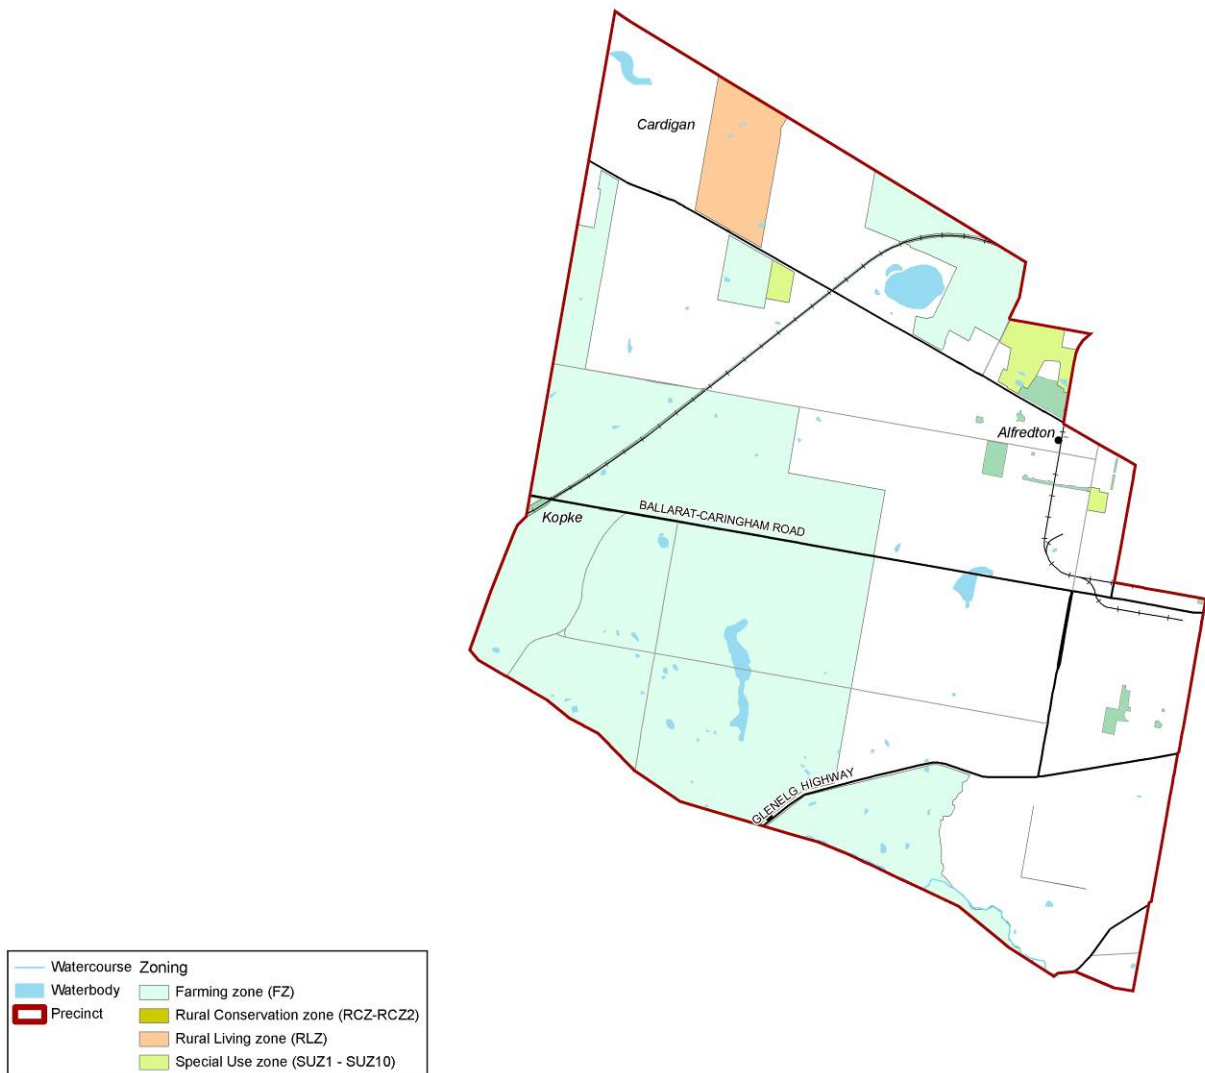 Cardigan
Alfredton
Kopke
BALLARAT-CARINGHAM ROAD
GLENELG HIGHWAY
Watercourse
Waterbody
Precinct
Zoning
Farming zone (FZ)
Rural Conservation zone (RCZ-RCZ2)
Rural Living zone (RLZ)
Special Use zone (SUZ1 - SUZ10)